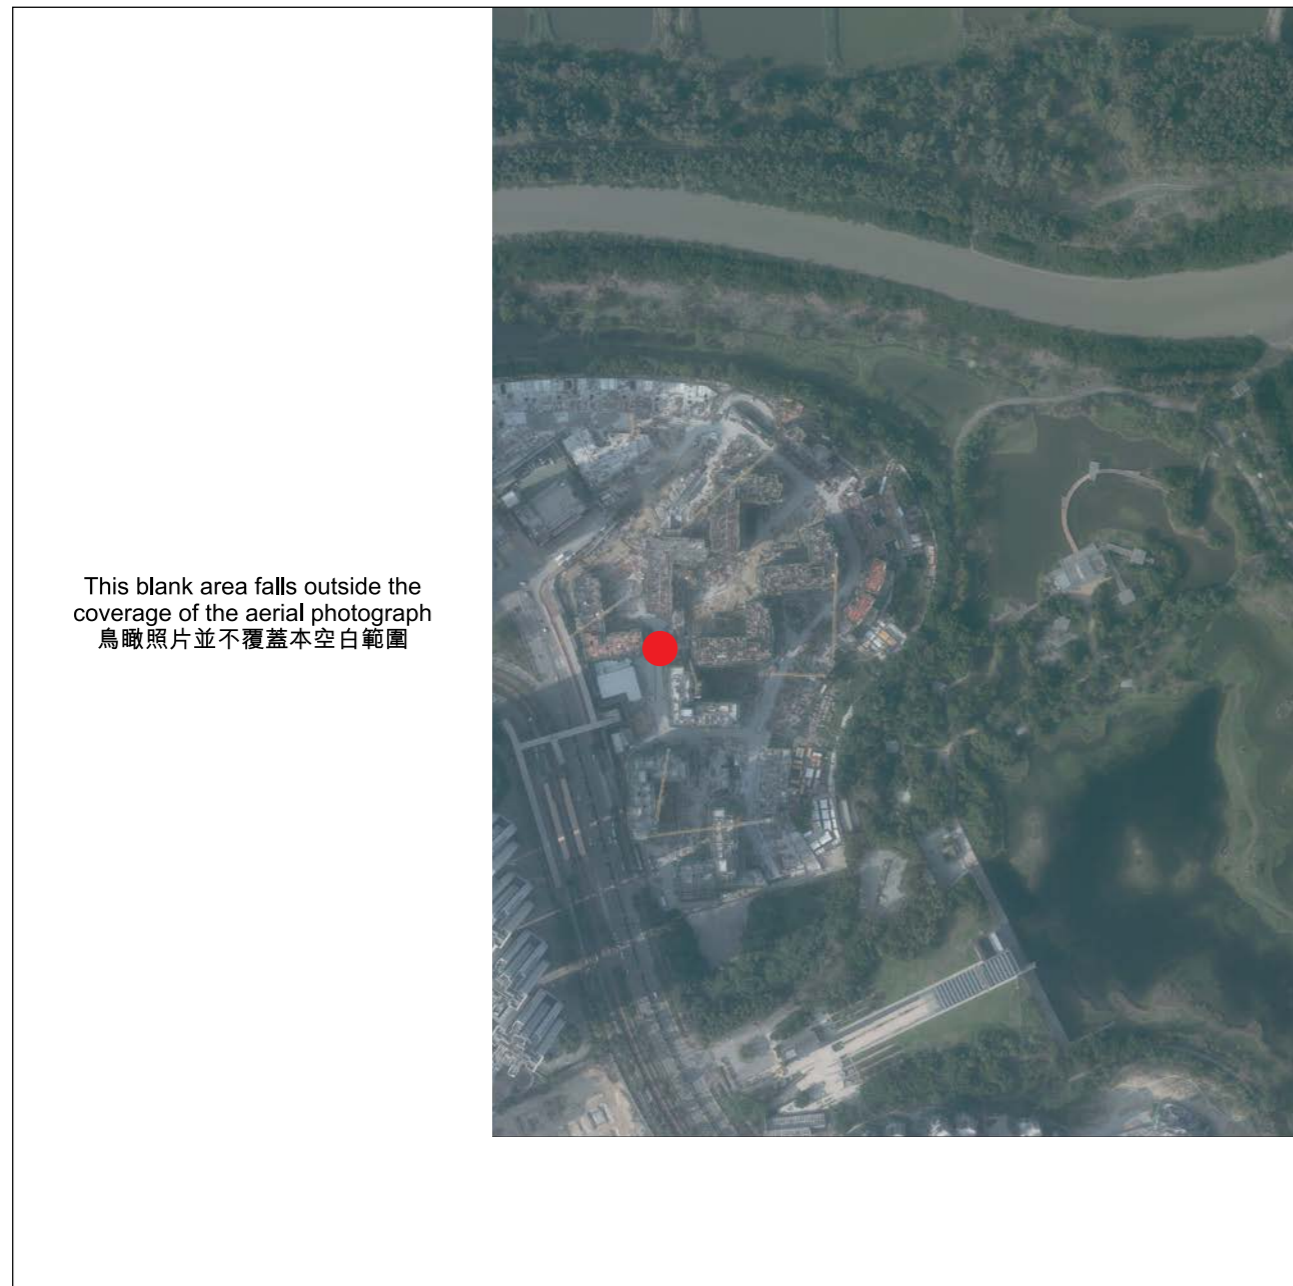 This blank area falls outside the
coverage of the aerial photograph
鳥瞰照片並不覆蓋本空白範圍